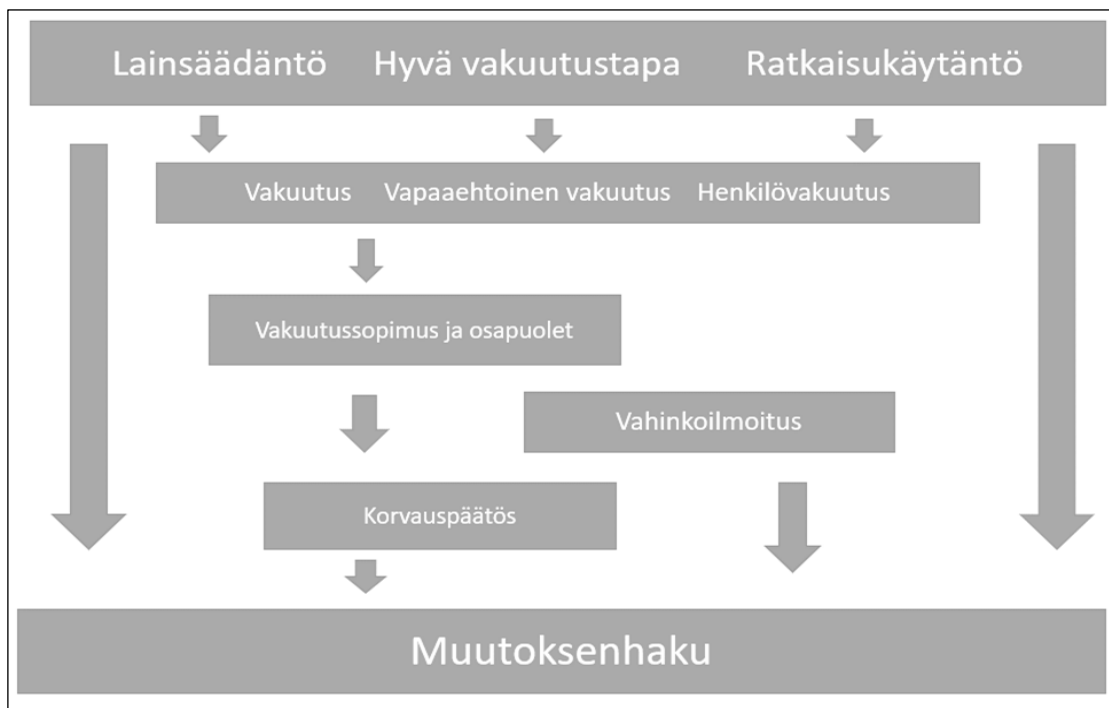 Lainsäädäntö Hyvä vakuutustapa Ratkaisukäytäntö
Vakuutus Vapaaehtoinen vakuutus Henkilövakuutus
Vakuutussopimus ja osapuolet
Vahinkoilmoitus
Korvauspäätös
Muutoksenhaku